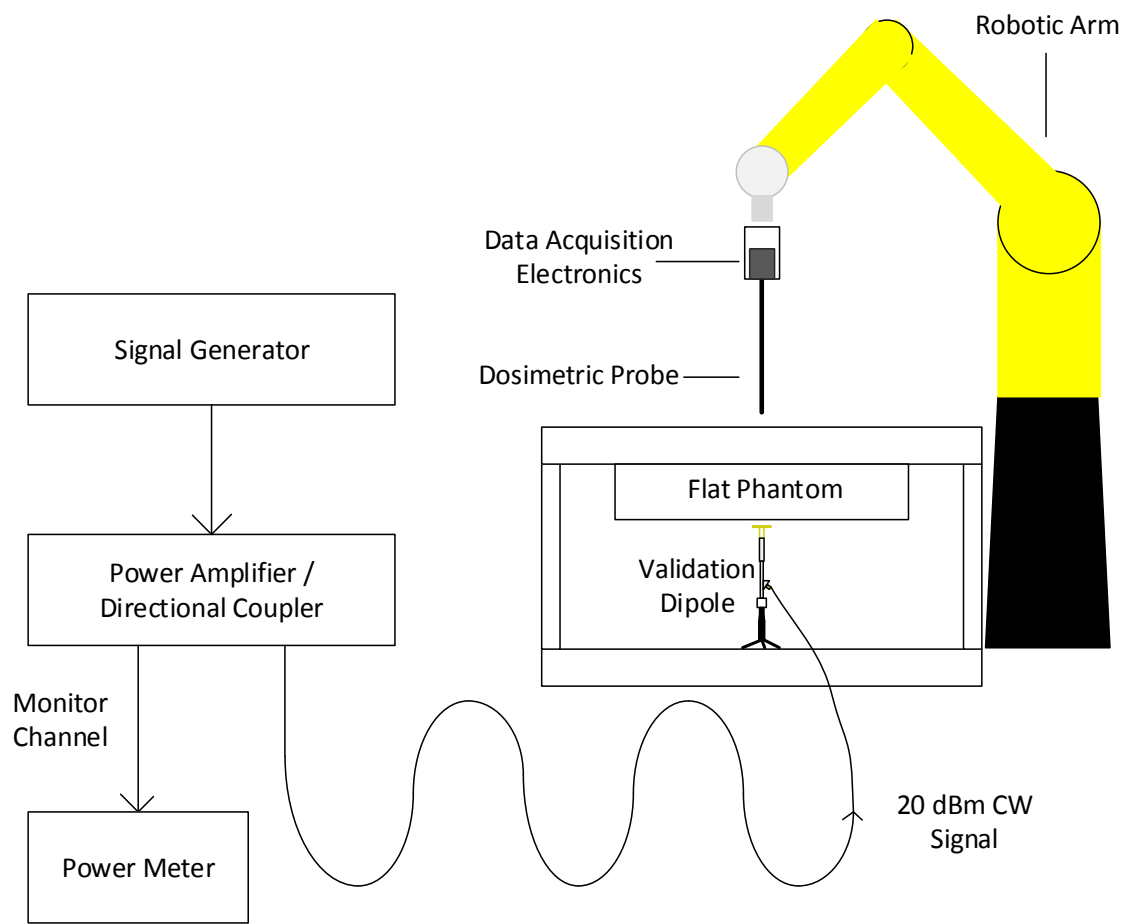 Robotic Arm
Data Acquisition
Electronics
Signal Generator
Dosimetric Probe
Flat Phantom
Power Amplifier /
Directional Coupler
Validation
Dipole
Monitor
Channel
20 dBm CW
Signal
Power Meter